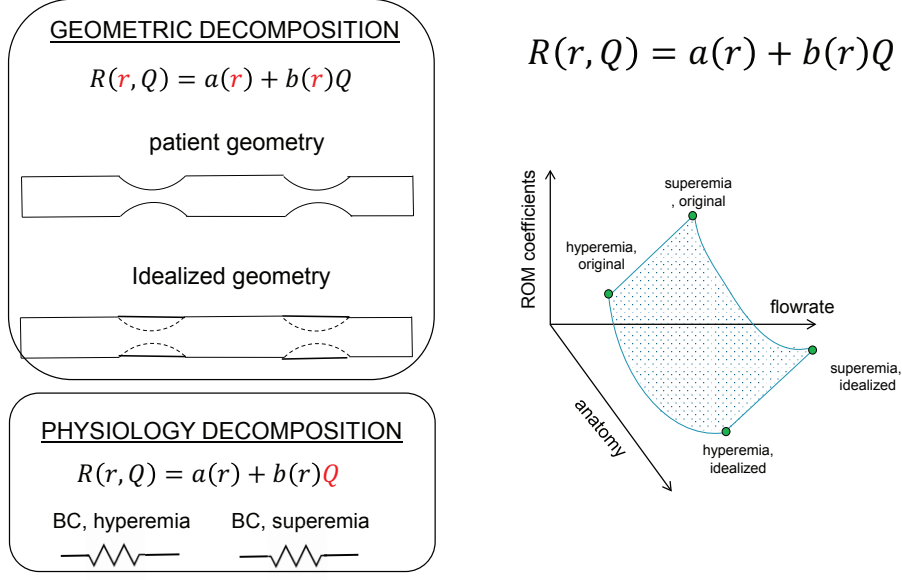 GEOMETRIC DECOMPOSITION
R(r, Q) = a(r) + b(r)Q
patient geometry
Idealized geometry
PHYSIOLOGY DECOMPOSITION
R(r, Q) = a(r) + b(r)Q
BC, hyperemia
BC, superemia
R(r, Q) = a(r) + b(r)Q
ROM coefficients
superemia
, original
hyperemia,
original
flowrate
superemia,
idealized
anatomy
hyperemia,
idealized